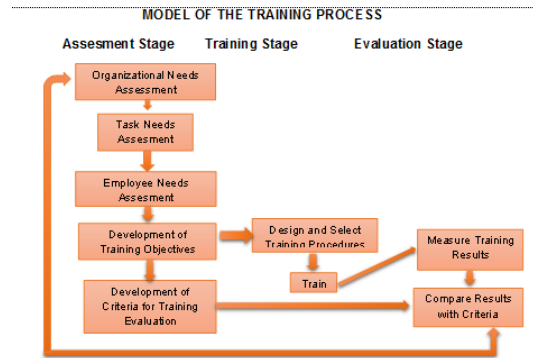 MODEL OF THE TRAINING PROCESS
Assesment Stage
Training Stage
Evaluation Stage
Organizational Needs
Assessment
Task Needs
Assesment
Employee Needs
Assesment
Development of
Training Objectives
Design and Select
Training Procedures
Train
Measure Training
Results
Development of
Criteria for Training
Evaluation
Compare Results
with Criteria